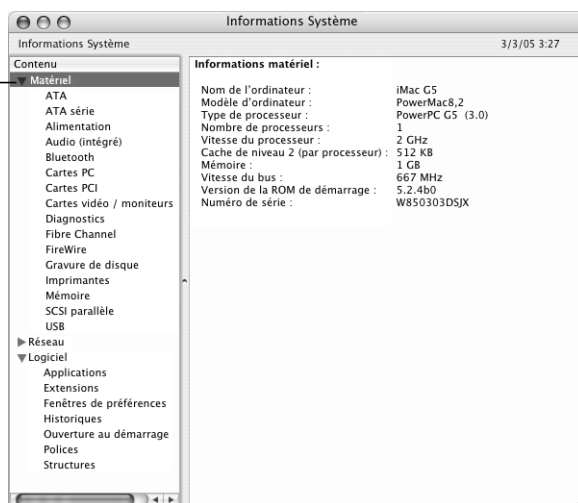 Informations Système
Informations Système 3/3/05 3:27
Contenu
Matériel
ATA
ATA série
Alimentation
Audio (intégré)
Bluetooth
Cartes PC
Cartes PCI
Cartes vidéo / moniteurs
Diagnostics
Fibre Channel
FireWire
Gravure de disque
Imprimantes
Mémoire
SCSI parallèle
USB
Réseau
Logiciel
Applications
Extensions
Fenêtres de préférences
Historiques
Ouverture au démarrage
Polices
Structures
Informations matériel :
Nom de l'ordinateur : iMac G5
Modèle d'ordinateur : PowerMac8,2
Type de processeur : PowerPC G5 (3.0)
Nombre de processeurs : 1
Vitesse du processeur : 2 GHz
Cache de niveau 2 (par processeur) : 512 KB
Mémoire : 1 GB
Vitesse du bus : 667 MHz
Version de la ROM de démarrage : 5.2.4b0
Numéro de série : W850303DSJX